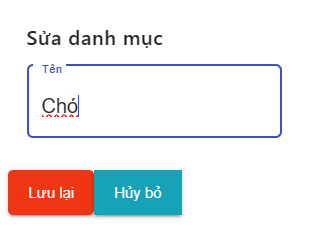 Sửa danh mục
Tên
Chó
Lưu lại Hủy bỏ